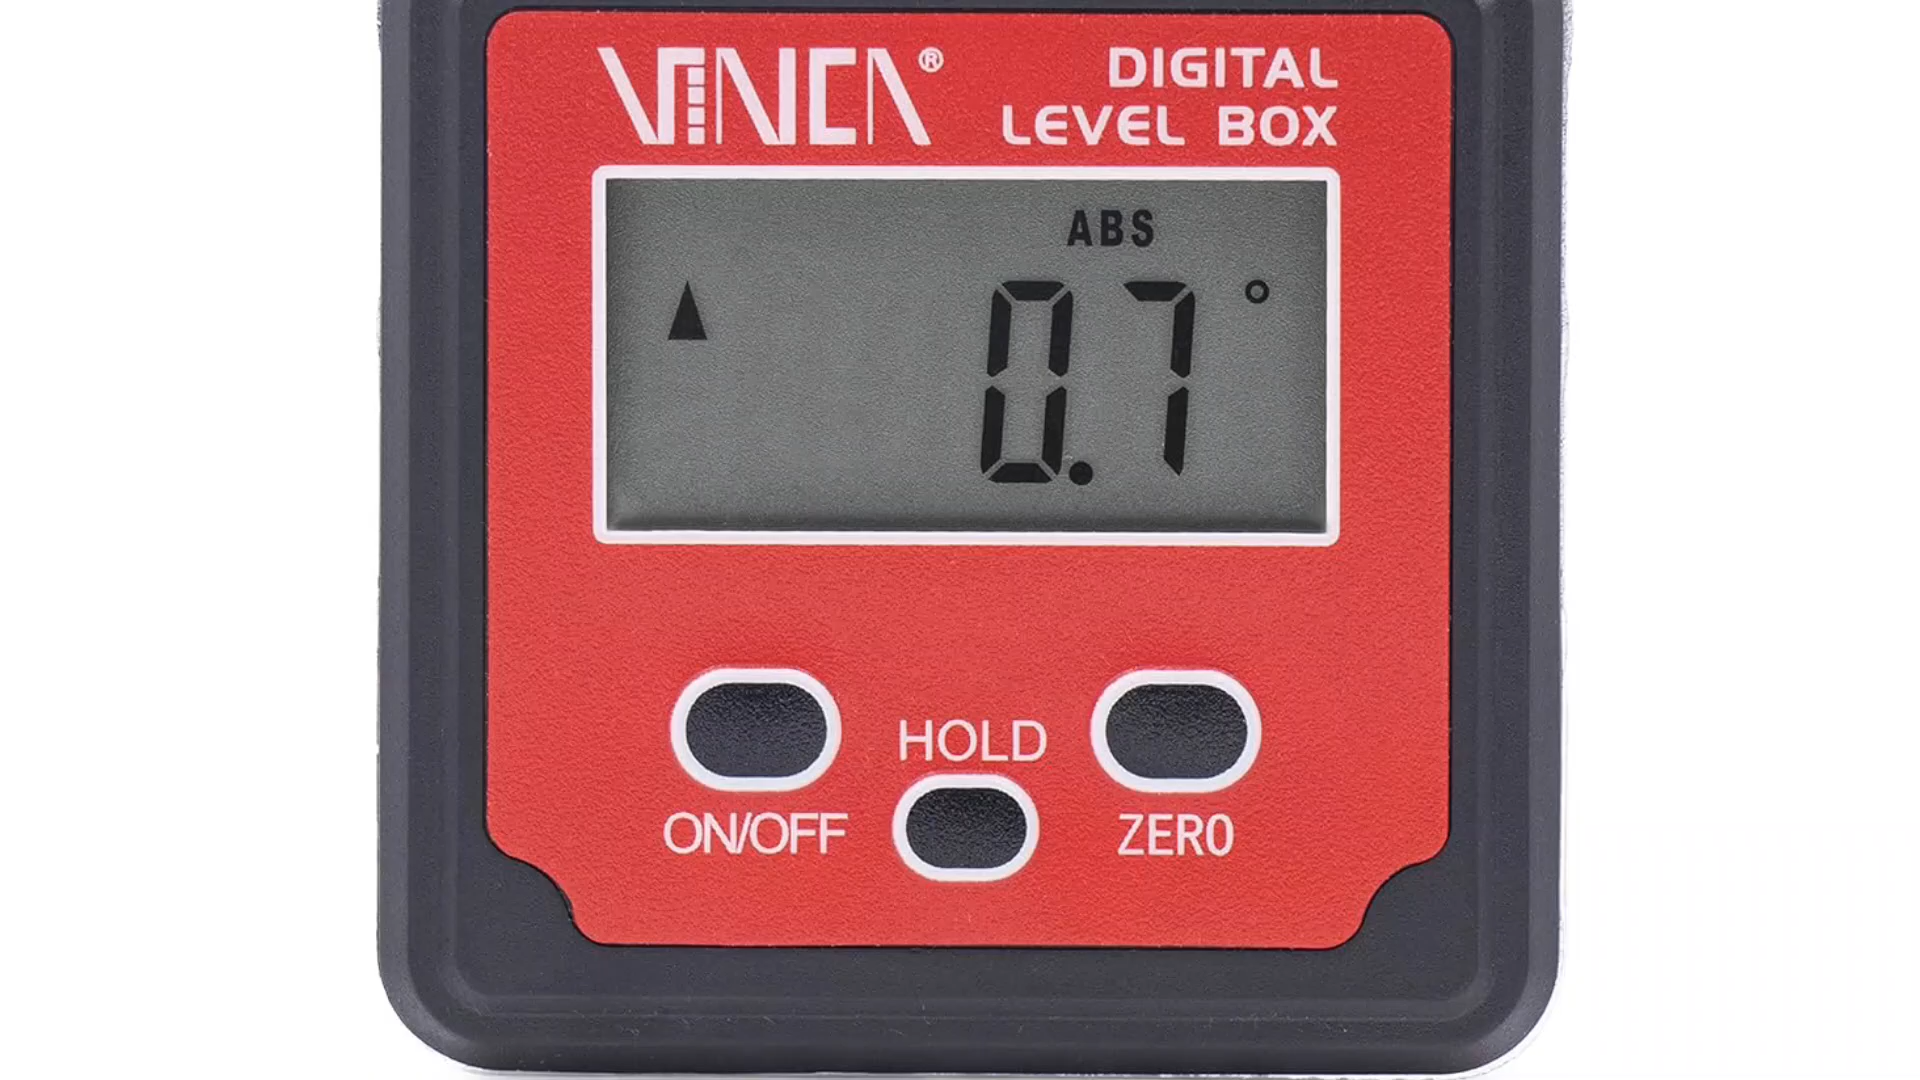 VINCA®
DIGITAL
LEVEL BOX
ABS
0.7°
HOLD
ON/OFF
ZERO